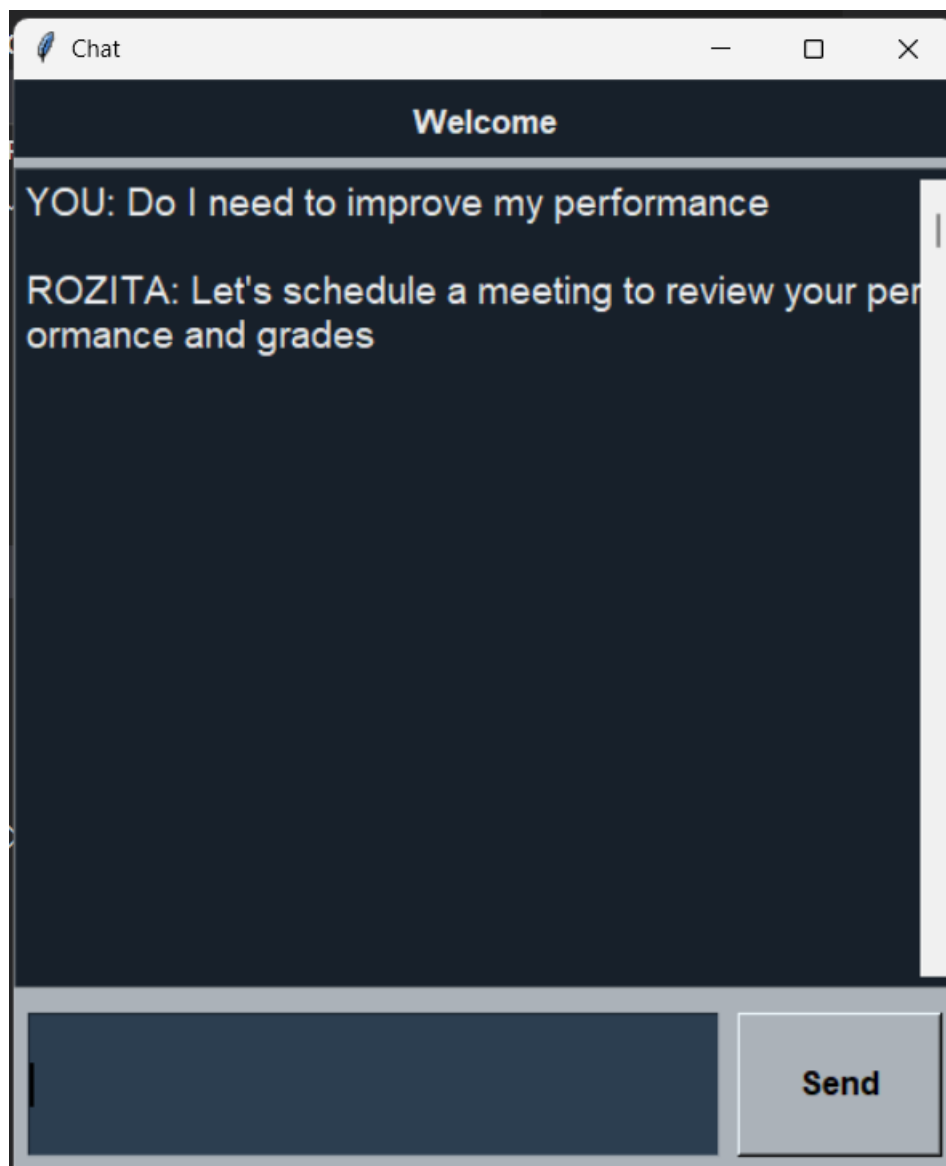 Chat
Welcome
YOU: Do I need to improve my performance
ROZITA: Let's schedule a meeting to review your per
ormance and grades
Send